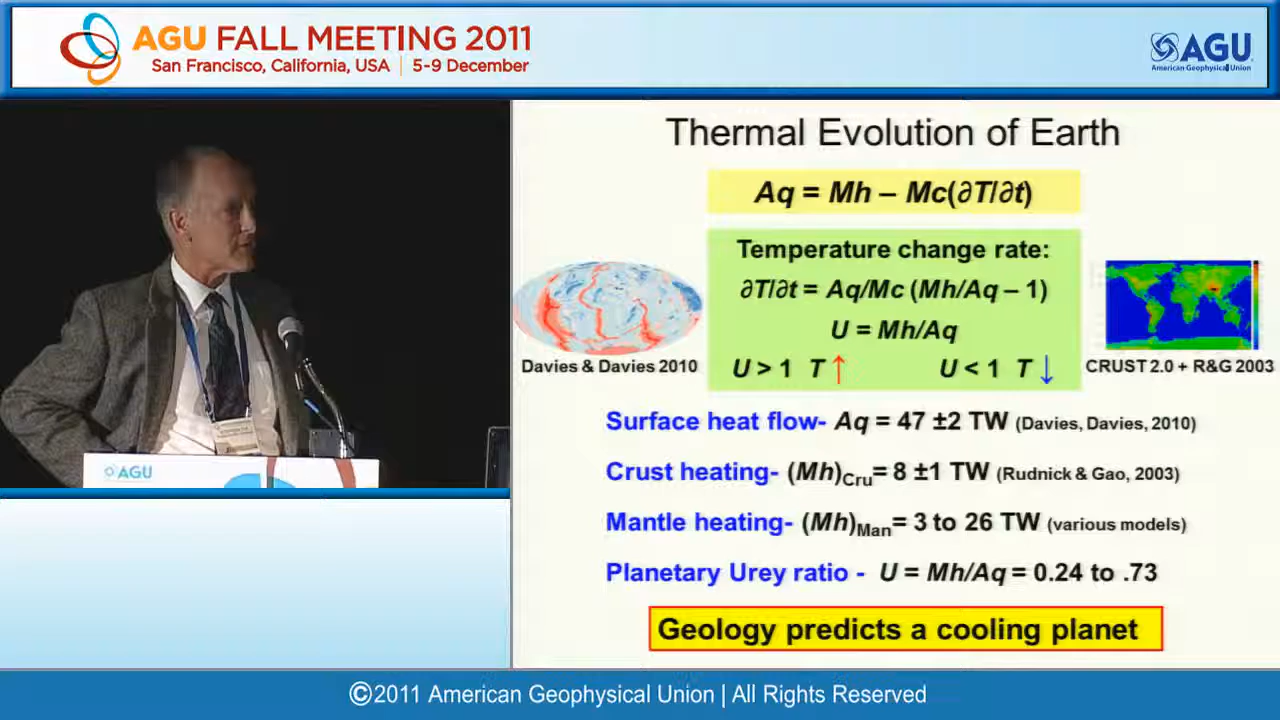 AGU FALL MEETING 2011
San Francisco, California, USA | 5-9 December
AGU
American Geophysical Union
Thermal Evolution of Earth
Aq = Mh – Mc(∂T/∂t)
Temperature change rate:
∂T/∂t = Aq/Mc (Mh/Aq – 1)
U = Mh/Aq
U > 1 T ↑ U < 1 T ↓
Davies & Davies 2010
CRUST 2.0 + R&G 2003
Surface heat flow- Aq = 47 ±2 TW (Davies, Davies, 2010)
Crust heating- (Mh)Cru= 8 ±1 TW (Rudnick & Gao, 2003)
Mantle heating- (Mh)Man= 3 to 26 TW (various models)
Planetary Urey ratio - U = Mh/Aq = 0.24 to .73
Geology predicts a cooling planet
AGU
©2011 American Geophysical Union | All Rights Reserved